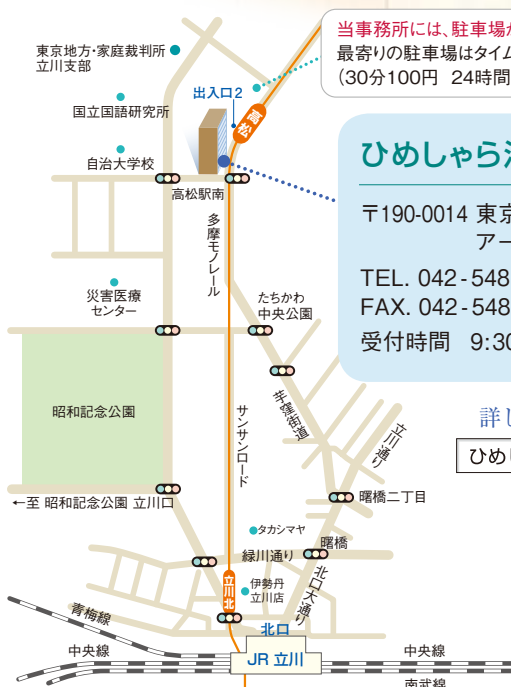 当事務所には、駐車場が
最寄りの駐車場はタイム
（30分100円 24時間
東京地方・家庭裁判所
立川支部
国立国語研究所
出入口2
高松
自治大学校
高松駅南
ひめしゃら法
〒190-0014 東京
アー
TEL. 042-548
FAX. 042-548
受付時間 9:30
多摩モノレール
災害医療
センター
たちかわ
中央公園
昭和記念公園
サンサンロード
芋窪街道
立川通り
詳し
ひめし
←至 昭和記念公園 立川口
曙橋二丁目
タカシマヤ
曙橋
緑川通り
立川北
伊勢丹
立川店
北口大通り
青梅線
北口
JR 立川
中央線
中央線
南武線